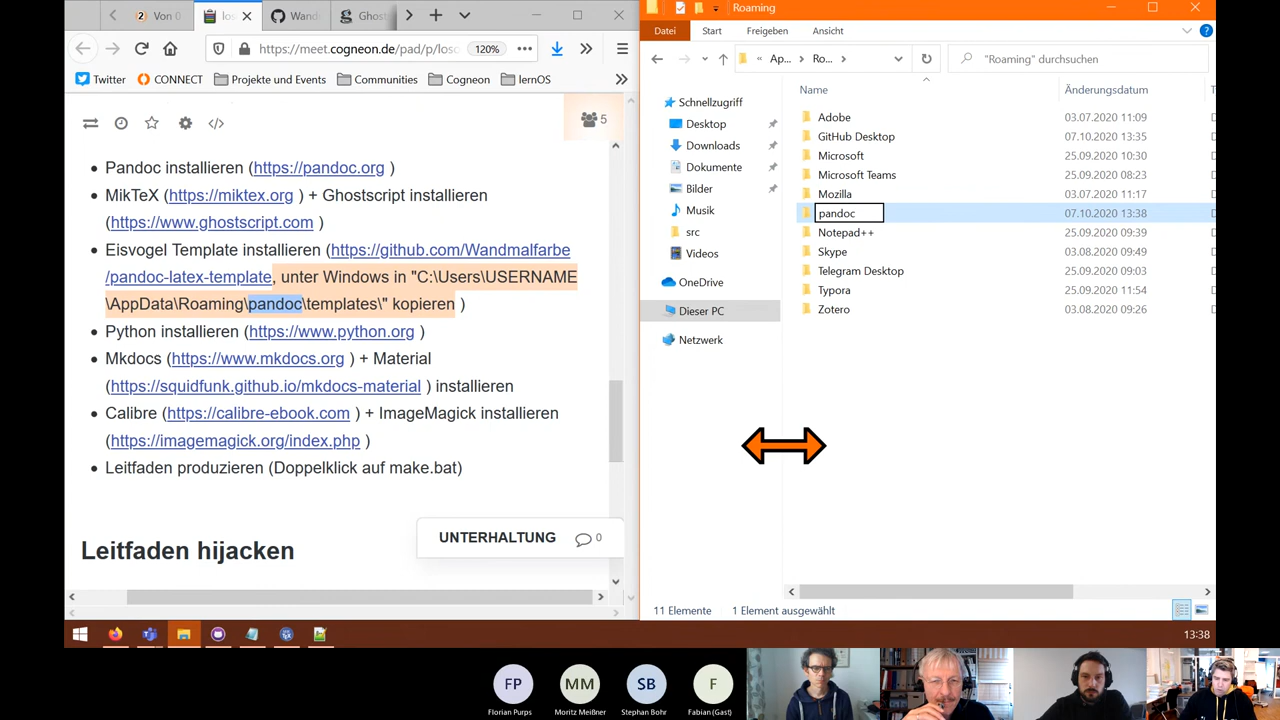 Von 0
los
Wand
Ghost
https://meet.cogneon.de/pad/p/losc
120%
Twitter
CONNECT
Projekte und Events
Communities
Cogneon
lernOS
5
Pandoc installieren (https://pandoc.org )
MikTeX (https://miktex.org ) + Ghostscript installieren
(https://www.ghostscript.com )
Eisvogel Template installieren (https://github.com/Wandmalfarbe
/pandoc-latex-template, unter Windows in "C:\Users\USERNAME
\AppData\Roaming\pandoc\templates\" kopieren )
Python installieren (https://www.python.org )
Mkdocs (https://www.mkdocs.org ) + Material
(https://squidfunk.github.io/mkdocs-material ) installieren
Calibre (https://calibre-ebook.com ) + ImageMagick installieren
(https://imagemagick.org/index.php )
Leitfaden produzieren (Doppelklick auf make.bat)
UNTERHALTUNG 0
Leitfaden hijacken
Roaming
Datei Start Freigeben Ansicht
« Ap... Ro...
"Roaming" durchsuchen
Name Änderungsdatum T
Schnellzugriff
Desktop
Downloads
Dokumente
Bilder
Musik
src
Videos
OneDrive
Dieser PC
Netzwerk
Adobe 03.07.2020 11:09 D
GitHub Desktop 07.10.2020 13:35 D
Microsoft 25.09.2020 10:30 D
Microsoft Teams 25.09.2020 08:23 D
Mozilla 03.07.2020 11:17 D
pandoc 07.10.2020 13:38 D
Notepad++ 25.09.2020 09:39 D
Skype 03.08.2020 09:49 D
Telegram Desktop 25.09.2020 09:03 D
Typora 25.09.2020 11:54 D
Zotero 03.08.2020 09:26 D
11 Elemente 1 Element ausgewählt
13:38
FP
MM
SB
F
Florian Purps
Moritz Meißner
Stephan Bohr
Fabian (Gast)